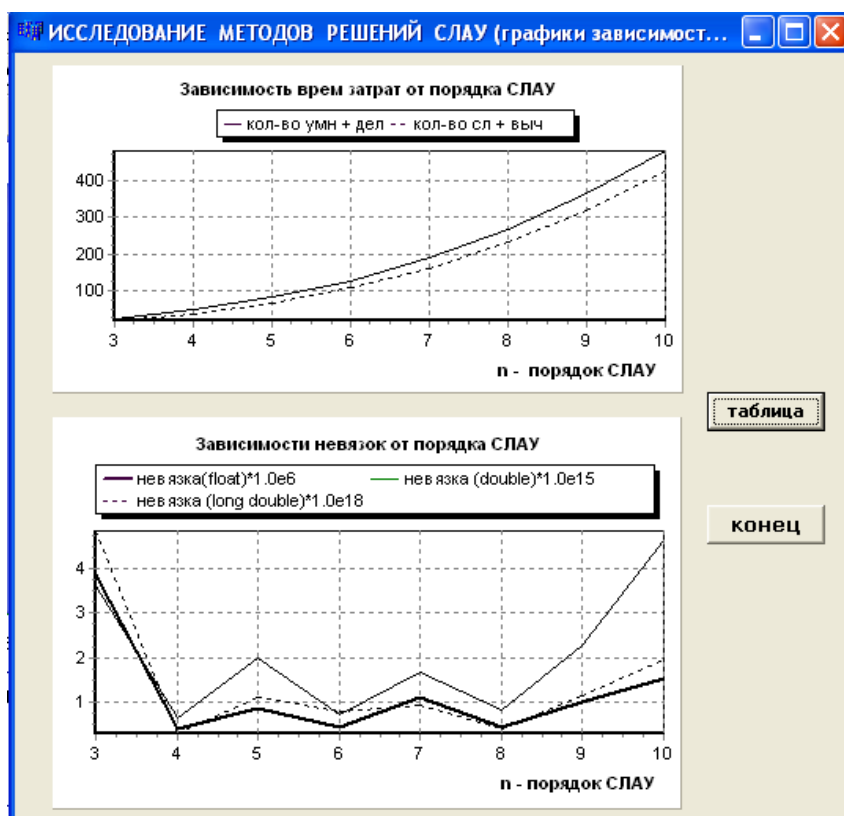 ИССЛЕДОВАНИЕ МЕТОДОВ РЕШЕНИЙ СЛАУ (графики зависимост...
Зависимость врем затрат от порядка СЛАУ
кол-во умн + дел кол-во сл + выч
400
300
200
100
3 4 5 6 7 8 9 10
n - порядок СЛАУ
таблица
Зависимости невязок от порядка СЛАУ
невязка(float)*1.0e6 невязка (double)*1.0e15
невязка (long double)*1.0e18
конец
4
3
2
1
3 4 5 6 7 8 9 10
n - порядок СЛАУ